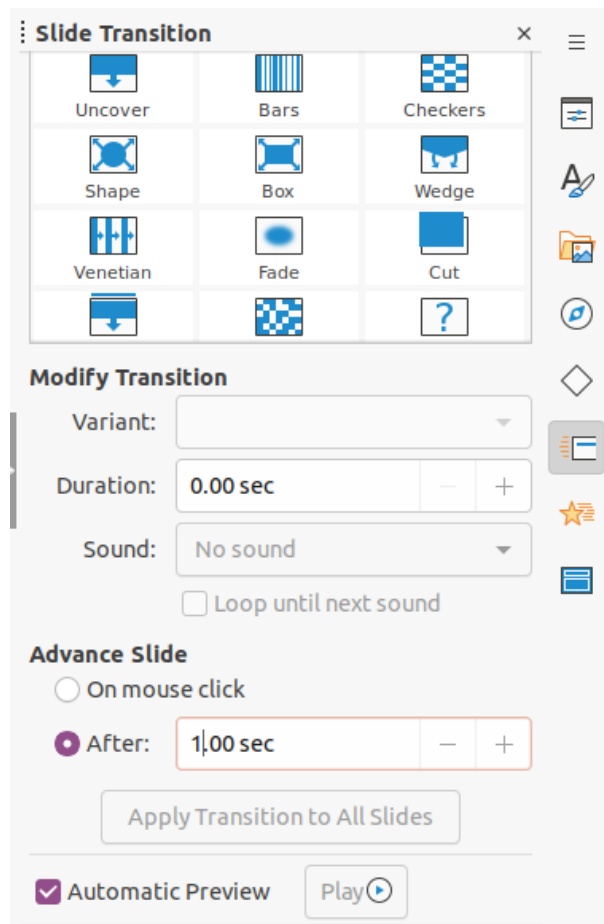 Slide Transition
Uncover Bars Checkers
Shape Box Wedge
Venetian Fade Cut
?
Modify Transition
Variant:
Duration: 0.00 sec
Sound: No sound
Loop until next sound
Advance Slide
On mouse click
After: 1.00 sec
Apply Transition to All Slides
Automatic Preview Play